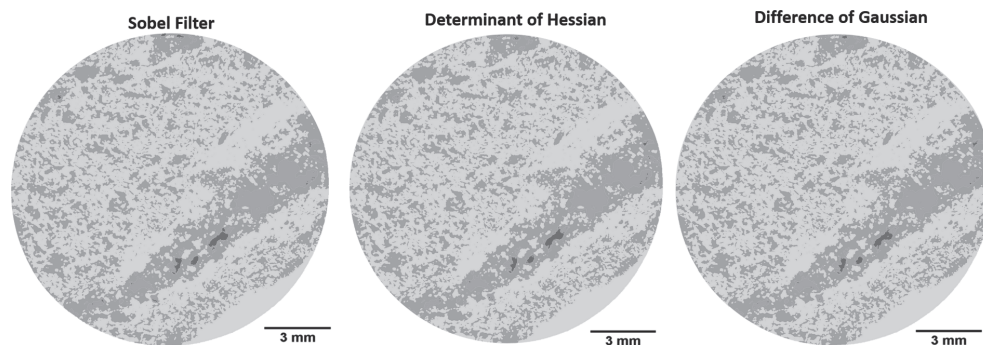 Sobel Filter
Determinant of Hessian
Difference of Gaussian
3 mm
3 mm
3 mm